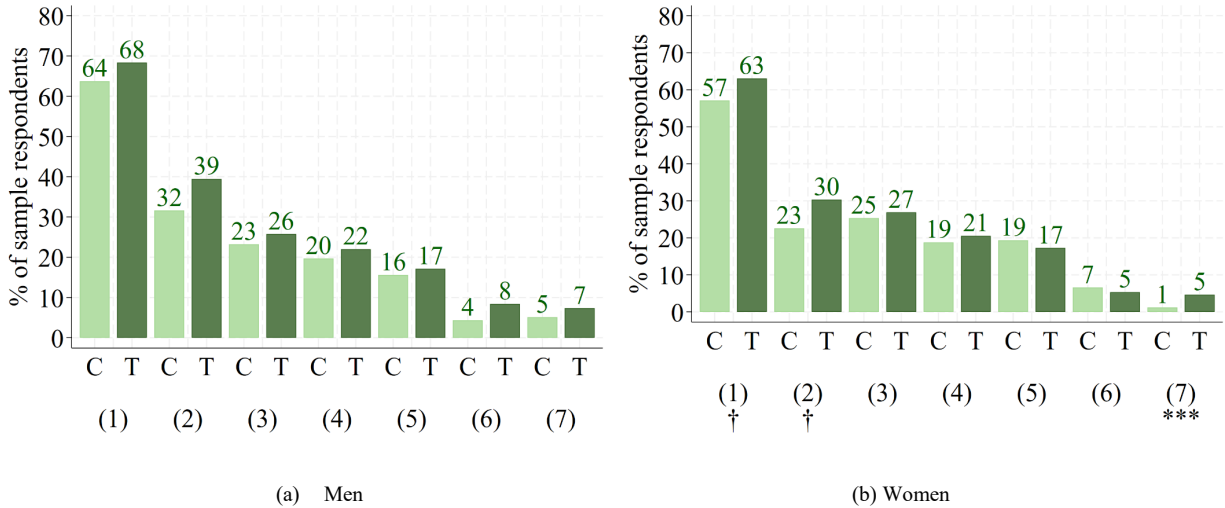 % of sample respondents
80
70
60
50
40
30
20
10
0
64 68 32 39 23 26 20 22 16 17 4 8 5 7
C T C T C T C T C T C T C T
(1) (2) (3) (4) (5) (6) (7)
(a) Men
% of sample respondents
80
70
60
50
40
30
20
10
0
57 63 23 30 25 27 19 21 19 17 7 5 1 5
C T C T C T C T C T C T C T
(1) (2) (3) (4) (5) (6) (7)
† † ***
(b) Women